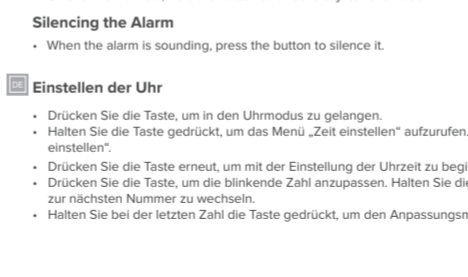 Silencing the Alarm
• When the alarm is sounding, press the button to silence it.
DE Einstellen der Uhr
• Drücken Sie die Taste, um in den Uhrmodus zu gelangen.
• Halten Sie die Taste gedrückt, um das Menü „Zeit einstellen“ aufzurufen.
einstellen“.
• Drücken Sie die Taste erneut, um mit der Einstellung der Uhrzeit zu begi
• Drücken Sie die Taste, um die blinkende Zahl anzupassen. Halten Sie die
zur nächsten Nummer zu wechseln.
• Halten Sie bei der letzten Zahl die Taste gedrückt, um den Anpassungsm